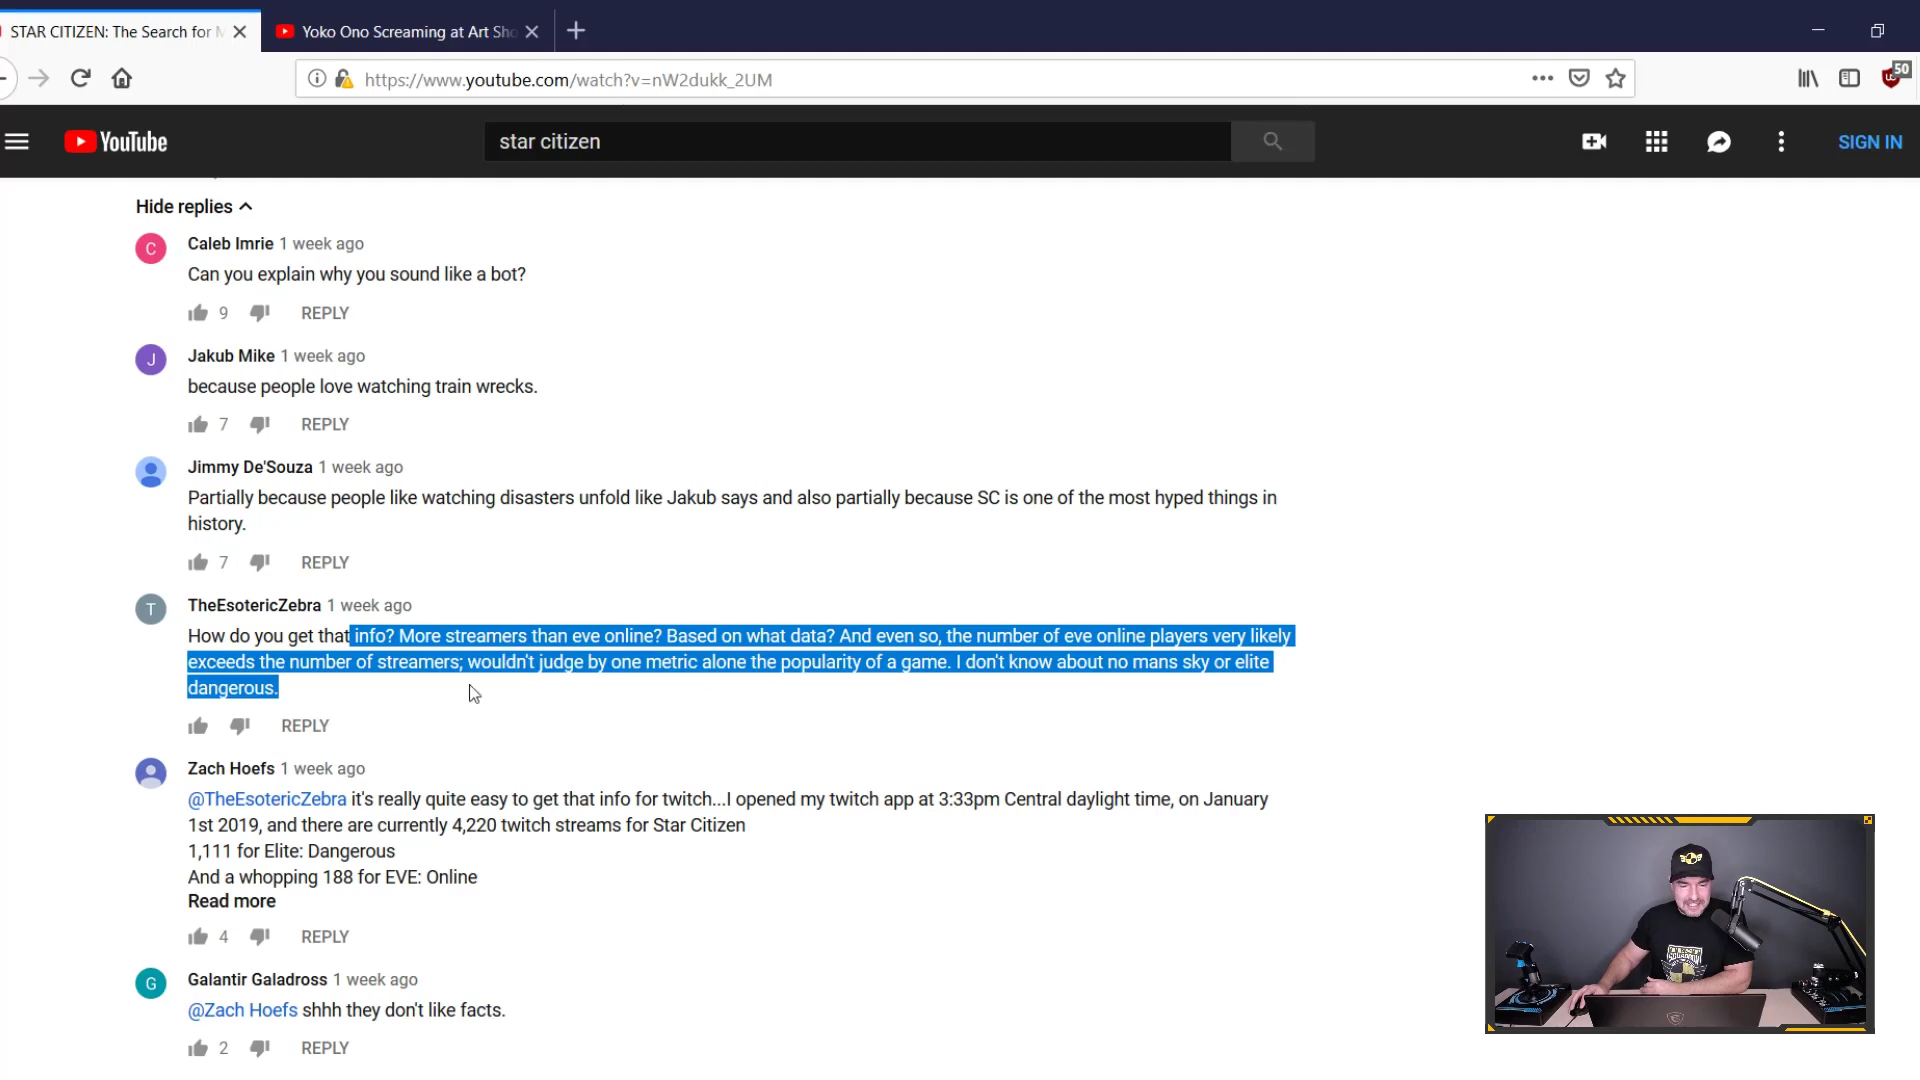 STAR CITIZEN: The Search for M
Yoko Ono Screaming at Art Sho
https://www.youtube.com/watch?v=nW2dukk_2UM
50
YouTube
star citizen
SIGN IN
Hide replies
C
Caleb Imrie 1 week ago
Can you explain why you sound like a bot?
9 REPLY
J
Jakub Mike 1 week ago
because people love watching train wrecks.
7 REPLY
Jimmy De'Souza 1 week ago
Partially because people like watching disasters unfold like Jakub says and also partially because SC is one of the most hyped things in
history.
7 REPLY
T
TheEsotericZebra 1 week ago
How do you get that info? More streamers than eve online? Based on what data? And even so, the number of eve online players very likely
exceeds the number of streamers; wouldn't judge by one metric alone the popularity of a game. I don't know about no mans sky or elite
dangerous.
REPLY
Zach Hoefs 1 week ago
@TheEsotericZebra it's really quite easy to get that info for twitch...I opened my twitch app at 3:33pm Central daylight time, on January
1st 2019, and there are currently 4,220 twitch streams for Star Citizen
1,111 for Elite: Dangerous
And a whopping 188 for EVE: Online
Read more
4 REPLY
G
Galantir Galadross 1 week ago
@Zach Hoefs shhh they don't like facts.
2 REPLY